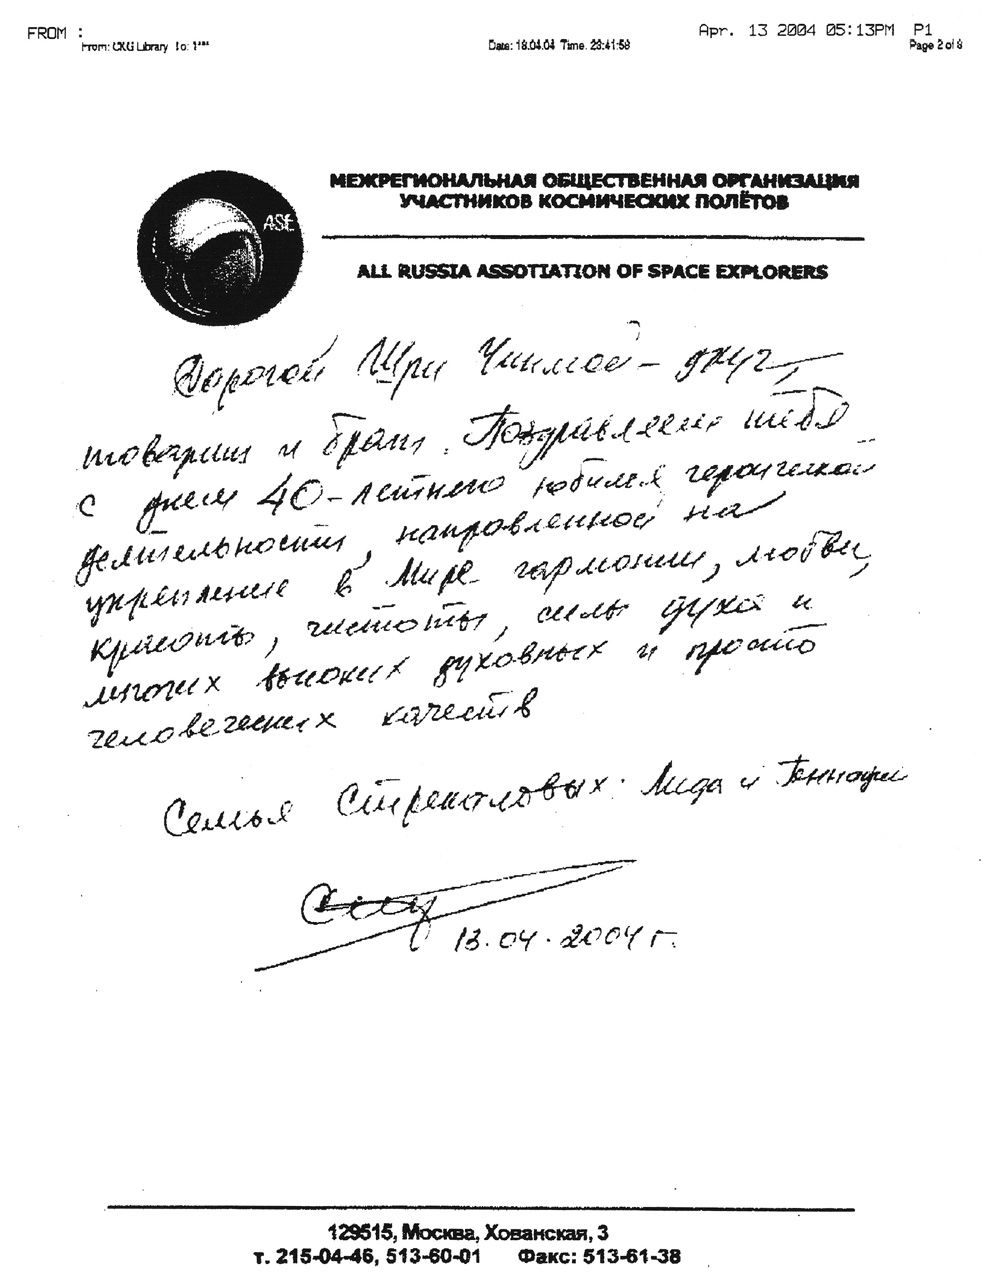 FROM :
Apr. 13 2004 05:13PM P1
From: CKG Library To: 1***
Date: 18.04.04 Time: 23:41:58
Page 2 of 8
ASE
МЕЖРЕГИОНАЛЬНАЯ ОБЩЕСТВЕННАЯ ОРГАНИЗАЦИЯ
УЧАСТНИКОВ КОСМИЧЕСКИХ ПОЛЁТОВ
ALL RUSSIA ASSOTIATION OF SPACE EXPLORERS
Дорогой Шри Чинмой – друг,
товарищ и брат. Поздравляем тебя
с днем 40-летнего юбилея героической
деятельности, направленной на
укрепление в Мире гармонии, любви,
красоты, чистоты, силы духа и
многих высоких духовных и просто
человеческих качеств
Семья Стрекаловых: Лида и Геннадий
13.04.2004 г.
129515, Москва, Хованская, 3
т. 215-04-46, 513-60-01 Факс: 513-61-38